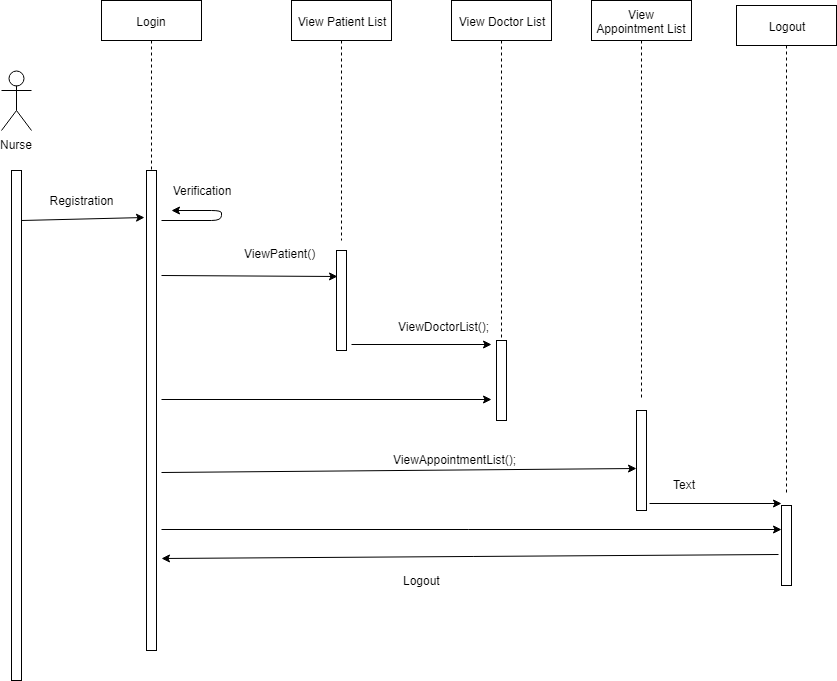 Login
View Patient List
View Doctor List
View
Appointment List
Logout
Nurse
Registration
Verification
ViewPatient()
ViewDoctorList();
ViewAppointmentList();
Text
Logout